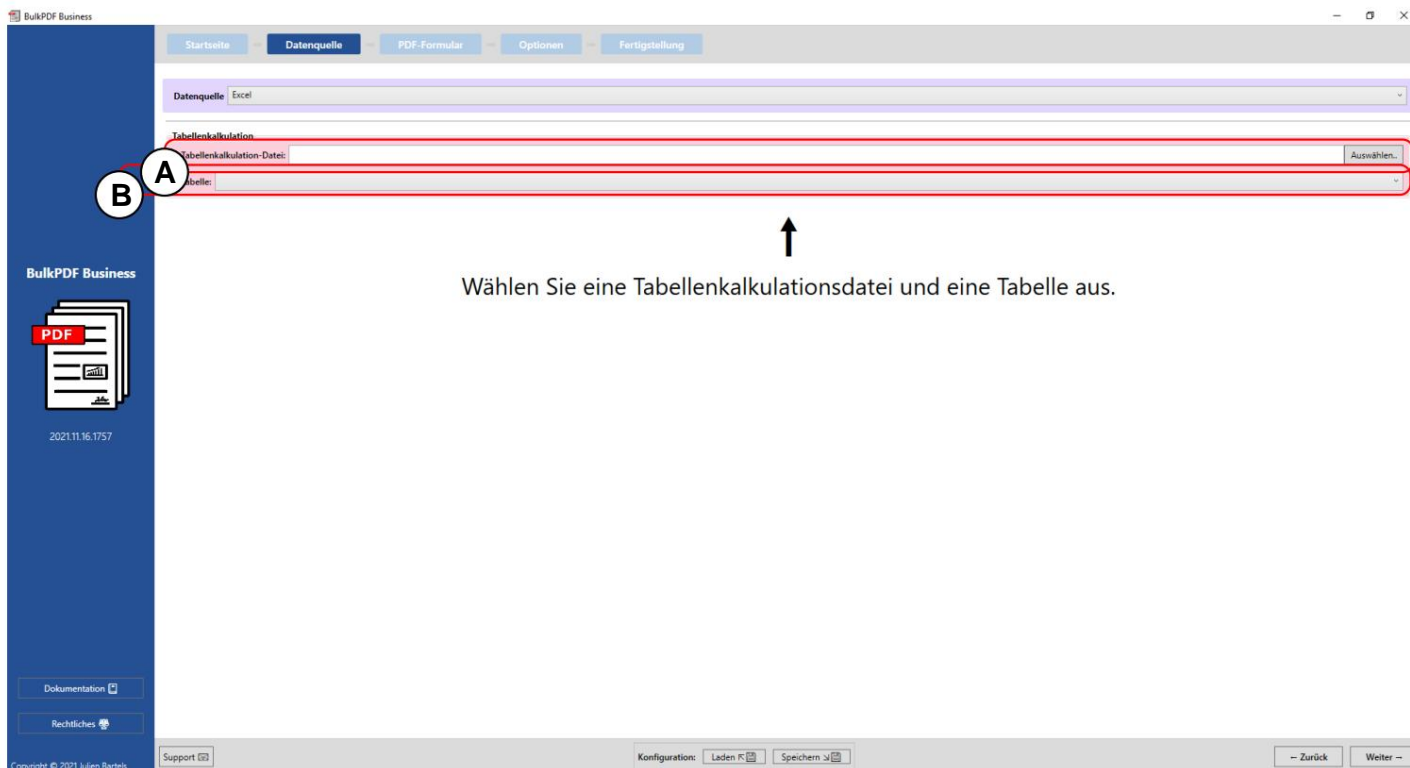 BulkPDF Business
Startseite Datenquelle PDF-Formular Optionen Fertigstellung
Datenquelle Excel
Tabellenkalkulation
Tabellenkalkulation-Datei: Auswählen..
A
abelle:
B
Wählen Sie eine Tabellenkalkulationsdatei und eine Tabelle aus.
BulkPDF Business
PDF
2021.11.16.1757
Dokumentation
Rechtliches
Copyright © 2021 Julien Bartels
Support
Konfiguration: Laden Speichern
Zurück Weiter